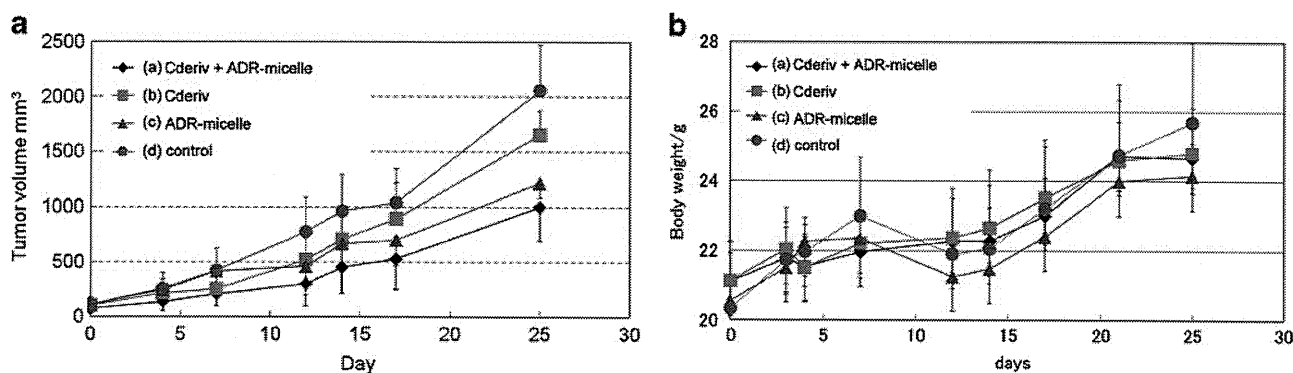 a
2500
2000
1500
1000
500
0
Tumor volume mm³
(a) Cderiv + ADR-micelle
(b) Cderiv
(c) ADR-micelle
(d) control
0 5 10 15 20 25 30
Day
b
28
26
24
22
20
Body weight/g
(a) Cderiv + ADR-micelle
(b) Cderiv
(c) ADR-micelle
(d) control
0 5 10 15 20 25 30
days